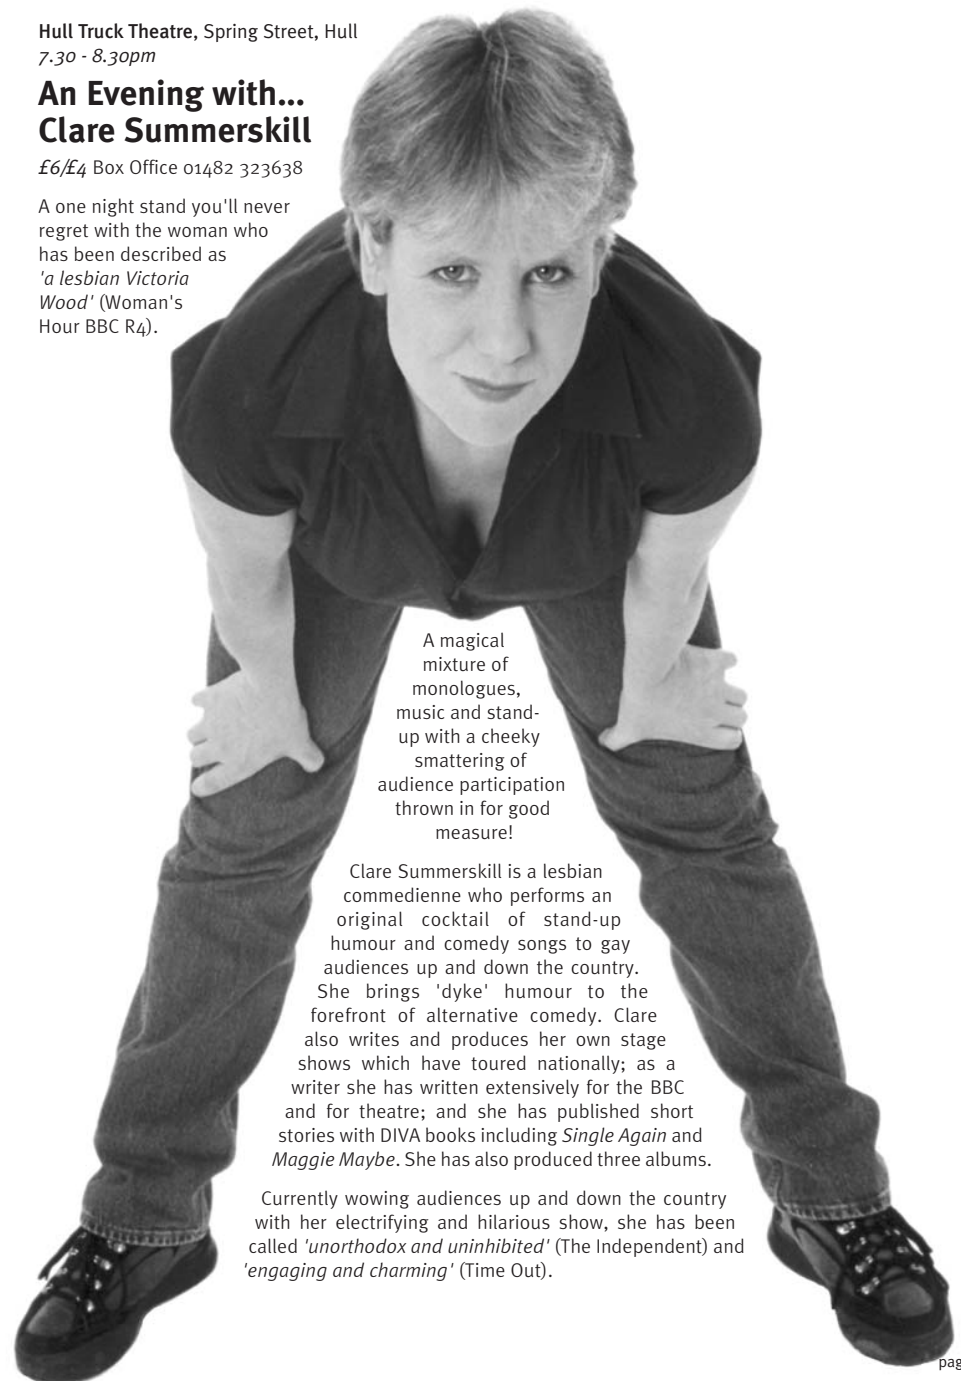 Hull Truck Theatre, Spring Street, Hull
7.30 - 8.30pm
An Evening with...
Clare Summerskill
£6/£4 Box Office 01482 323638
A one night stand you'll never
regret with the woman who
has been described as
'a lesbian Victoria
Wood' (Woman's
Hour BBC R4).
A magical
mixture of
monologues,
music and stand-
up with a cheeky
smattering of
audience participation
thrown in for good
measure!
Clare Summerskill is a lesbian
commedienne who performs an
original cocktail of stand-up
humour and comedy songs to gay
audiences up and down the country.
She brings 'dyke' humour to the
forefront of alternative comedy. Clare
also writes and produces her own stage
shows which have toured nationally; as a
writer she has written extensively for the BBC
and for theatre; and she has published short
stories with DIVA books including Single Again and
Maggie Maybe. She has also produced three albums.
Currently wowing audiences up and down the country
with her electrifying and hilarious show, she has been
called 'unorthodox and uninhibited' (The Independent) and
'engaging and charming' (Time Out).
pag